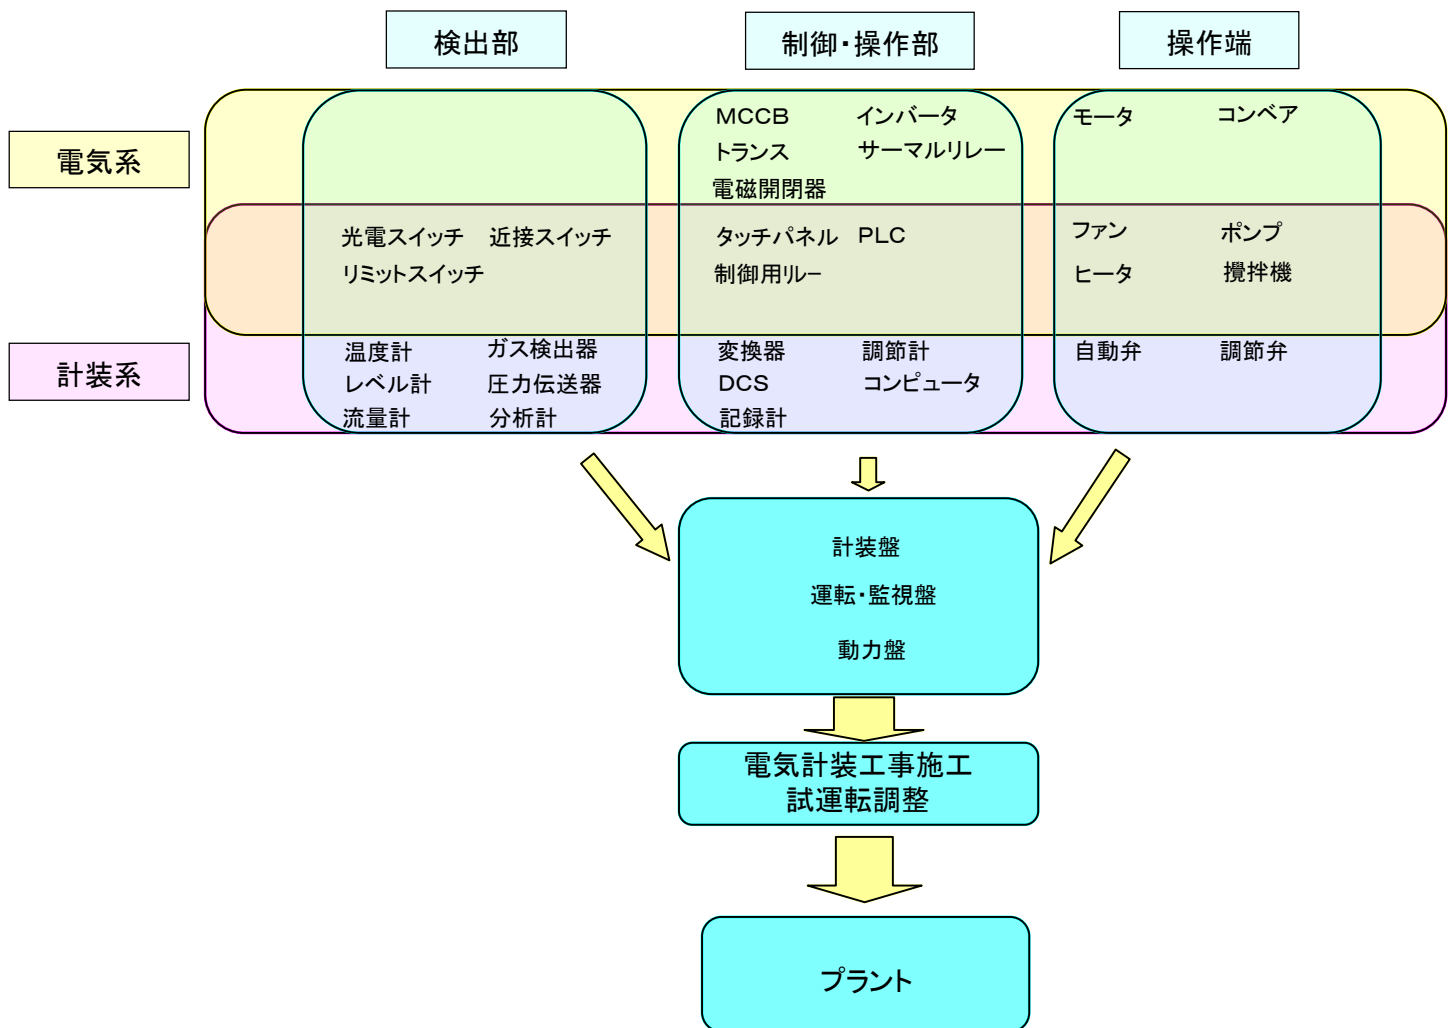 検出部
制御・操作部
操作端
電気系
MCCB インバータ
トランス サーマルリレー
電磁開閉器
モータ コンベア
光電スイッチ 近接スイッチ
リミットスイッチ
タッチパネル PLC
制御用リレー
ファン ポンプ
ヒータ 攪拌機
計装系
温度計 ガス検出器
レベル計 圧力伝送器
流量計 分析計
変換器 調節計
DCS コンピュータ
記録計
自動弁 調節弁
計装盤
運転・監視盤
動力盤
電気計装工事施工
試運転調整
プラント